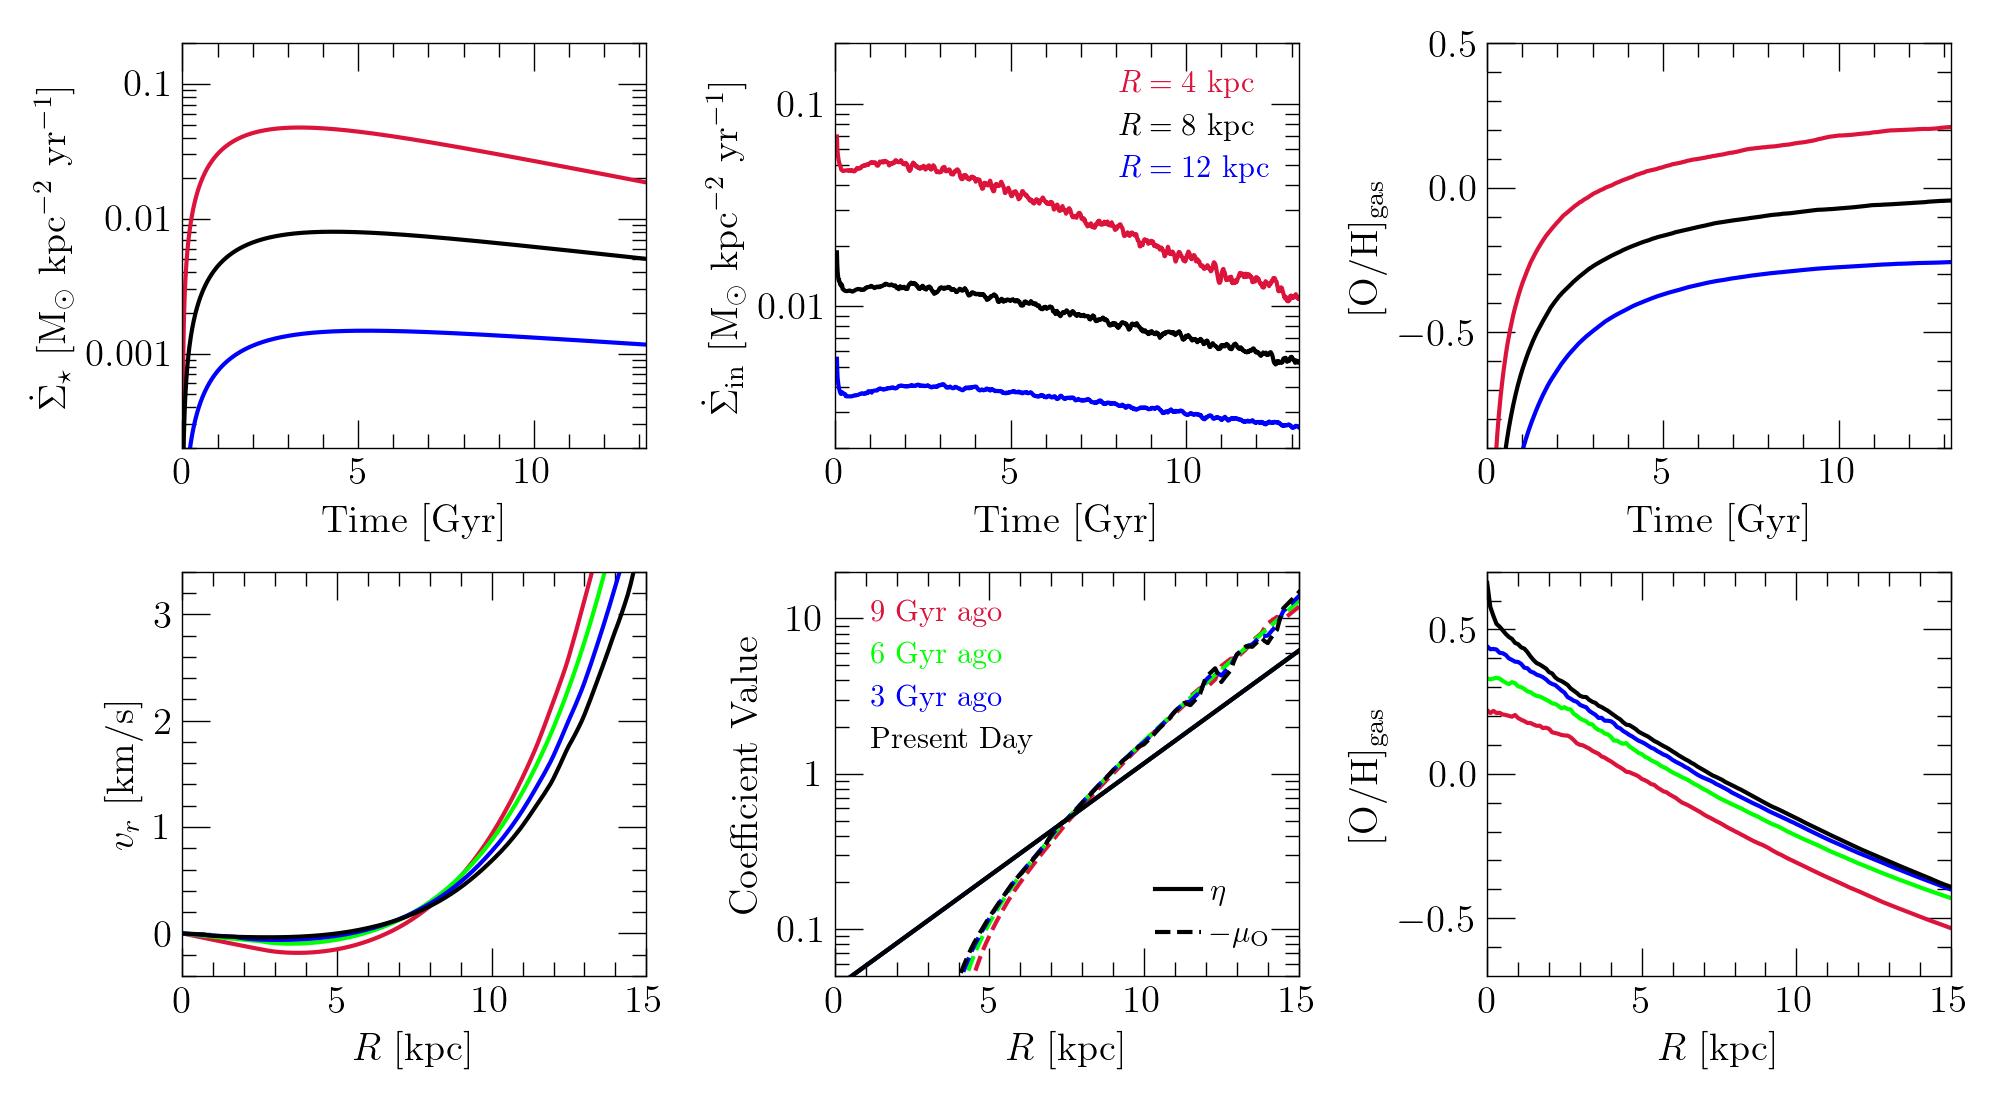 0.1
0.01
0.001
Σ̇⋆ [M⊙ kpc⁻² yr⁻¹]
0 5 10
Time [Gyr]
R = 4 kpc
R = 8 kpc
R = 12 kpc
0.1
0.01
Σ̇in [M⊙ kpc⁻² yr⁻¹]
0 5 10
Time [Gyr]
0.5
0.0
−0.5
[O/H]gas
0 5 10
Time [Gyr]
3
2
1
0
vr [km/s]
0 5 10 15
R [kpc]
9 Gyr ago
6 Gyr ago
3 Gyr ago
Present Day
10
1
0.1
Coefficient Value
η
−μO
0 5 10 15
R [kpc]
0.5
0.0
−0.5
[O/H]gas
0 5 10 15
R [kpc]